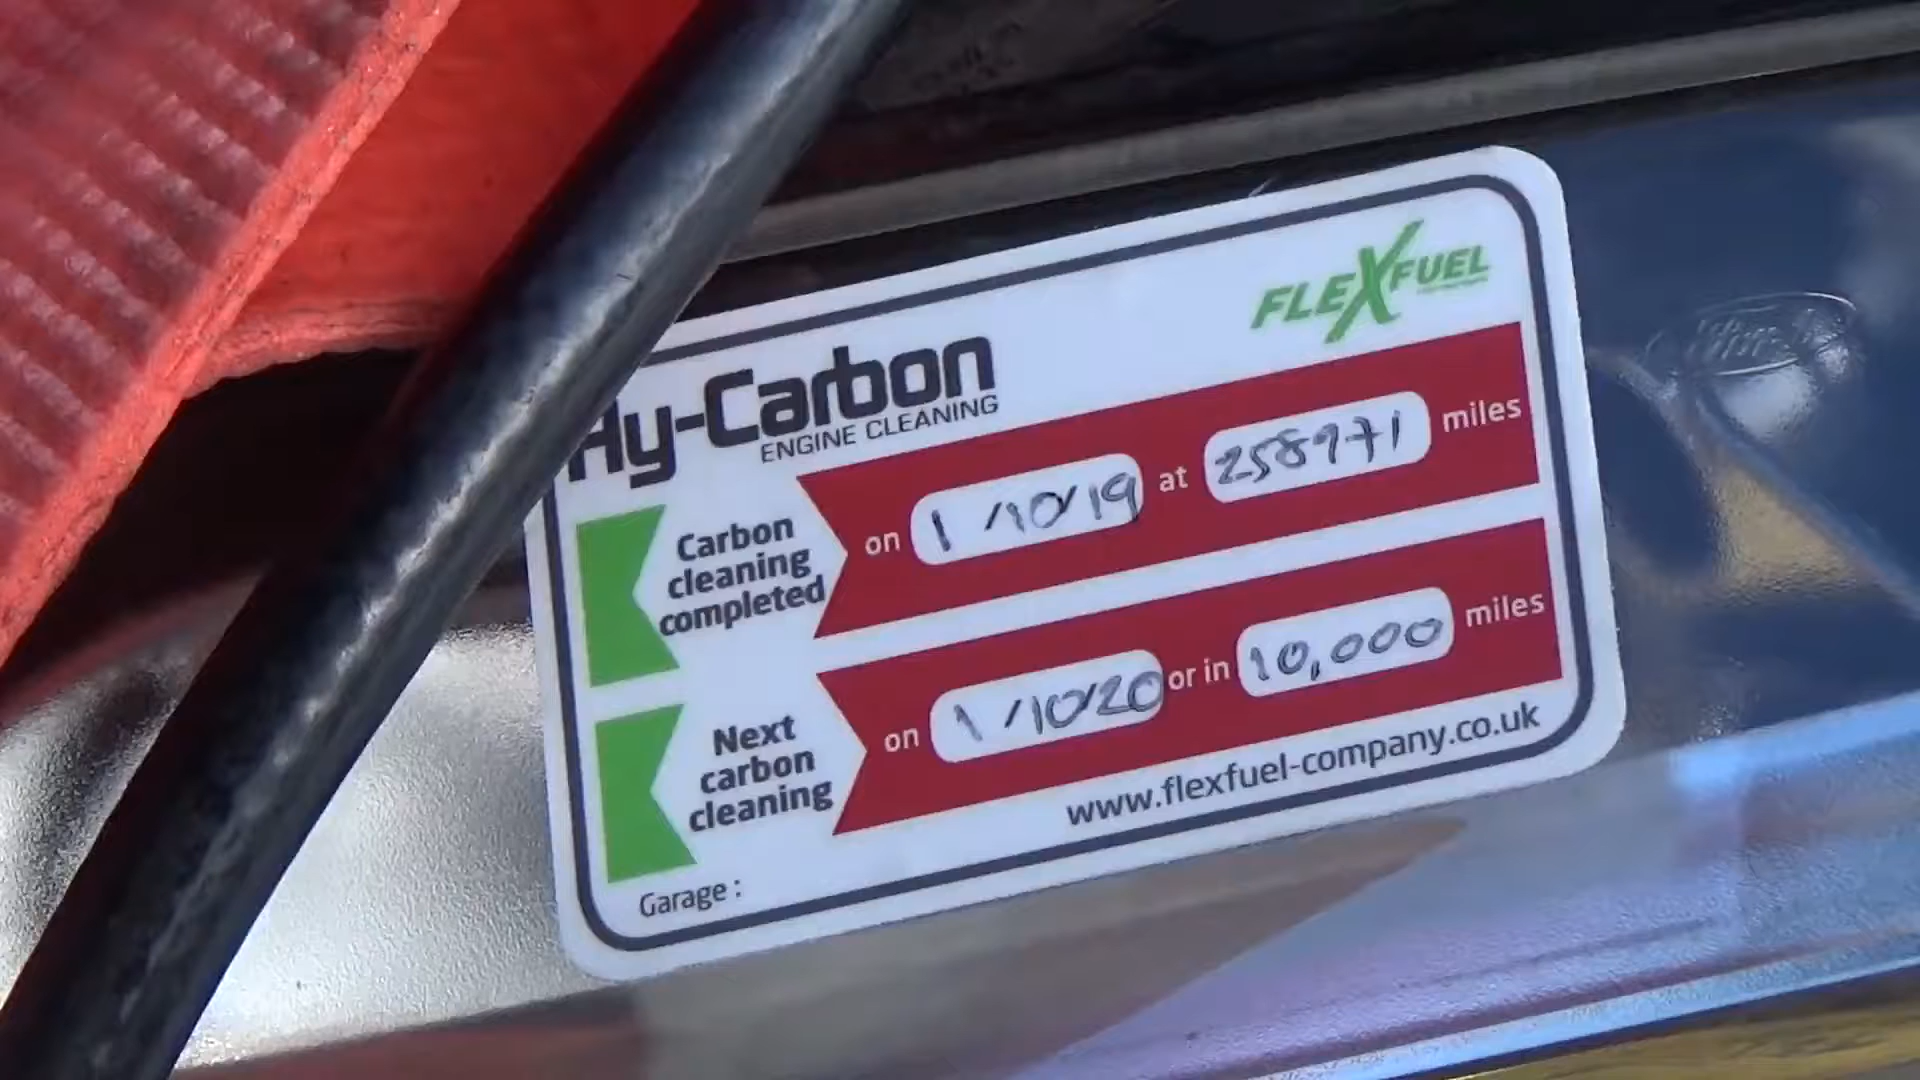 FLEXFUEL
Hy-Carbon
ENGINE CLEANING
Carbon
cleaning
completed
on 1/10/19 at 258971 miles
Next
carbon
cleaning
on 1/10/20 or in 10,000 miles
www.flexfuel-company.co.uk
Garage :